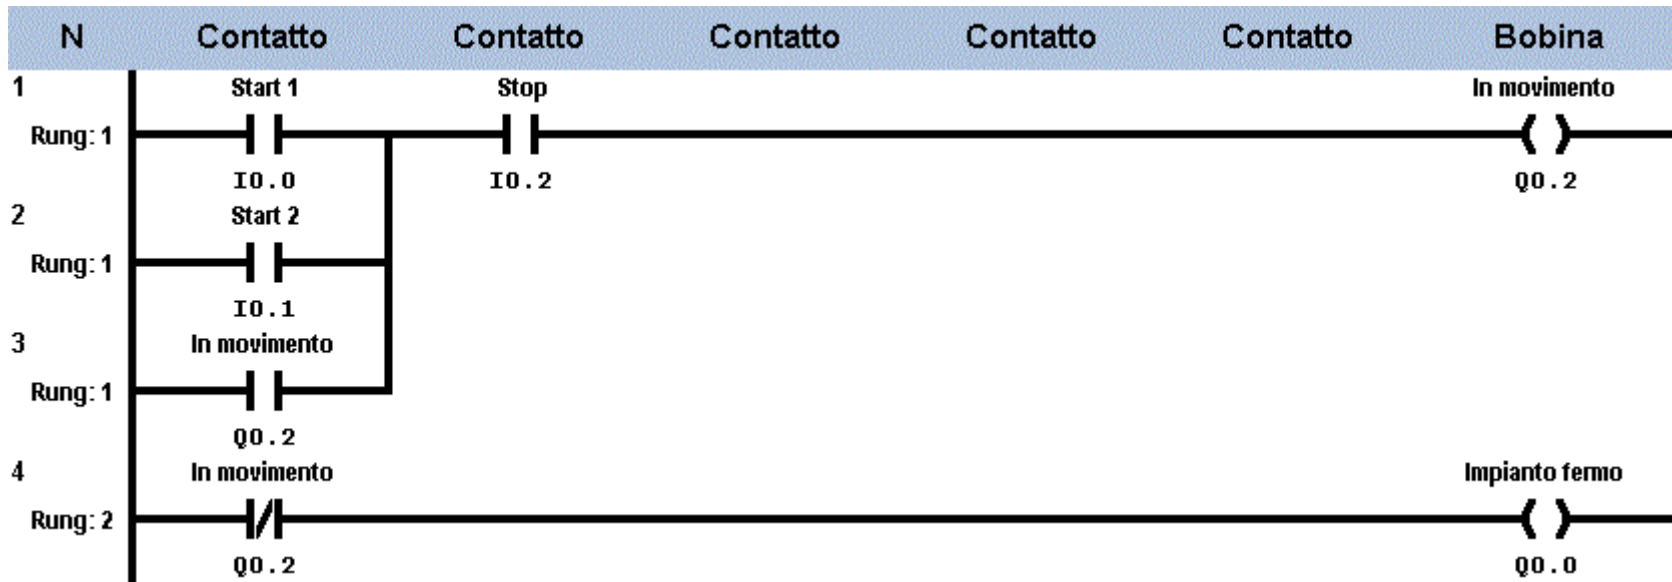 N Contatto Contatto Contatto Contatto Contatto Bobina
1 Start 1 Stop In movimento
Rung: 1
I0.0 I0.2 Q0.2
2 Start 2
Rung: 1
I0.1
3 In movimento
Rung: 1
Q0.2
4 In movimento Impianto fermo
Rung: 2
Q0.2 Q0.0